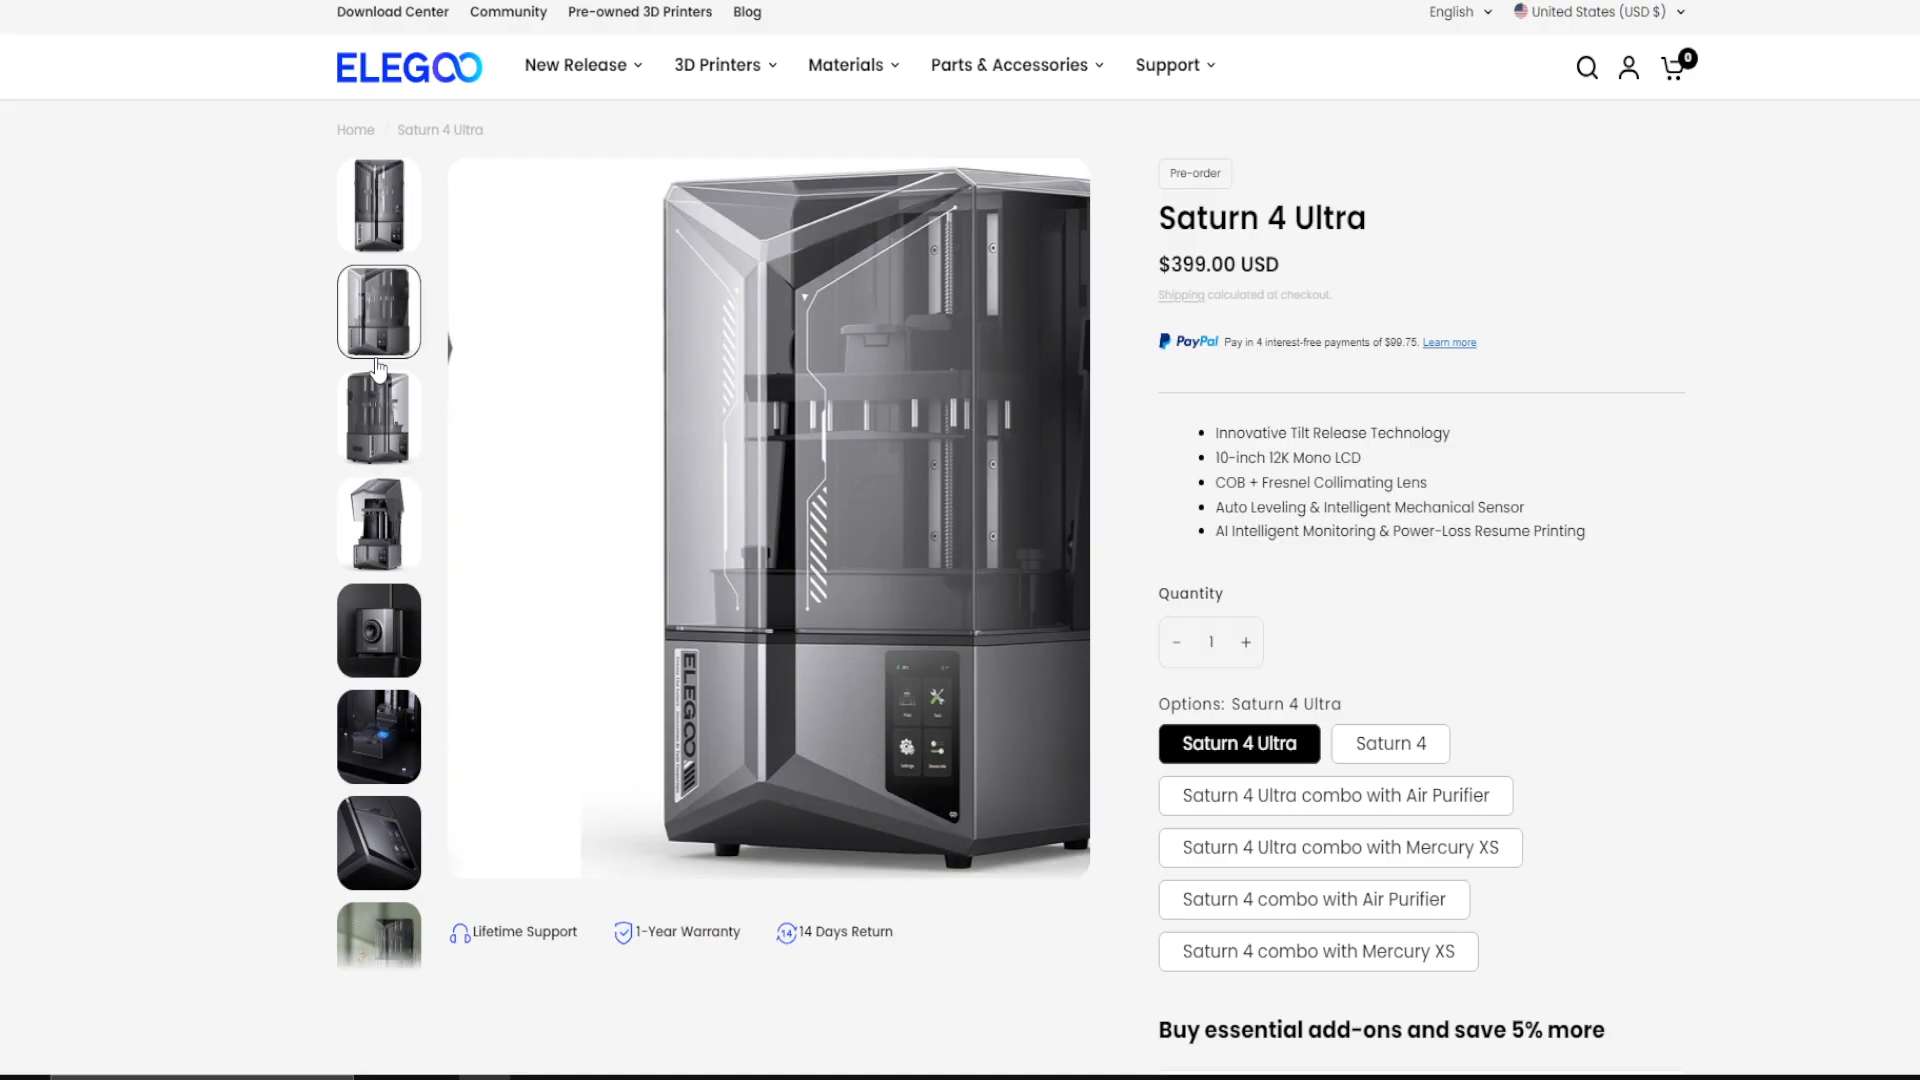 Download Center Community Pre-owned 3D Printers Blog English United States (USD $)
ELEGOO New Release 3D Printers Materials Parts & Accessories Support 0
Home / Saturn 4 Ultra
Pre-order
Saturn 4 Ultra
$399.00 USD
Shipping calculated at checkout.
PayPal Pay in 4 interest-free payments of $99.75. Learn more
Innovative Tilt Release Technology
10-inch 12K Mono LCD
COB + Fresnel Collimating Lens
Auto Leveling & Intelligent Mechanical Sensor
AI Intelligent Monitoring & Power-Loss Resume Printing
Quantity
- 1 +
Options: Saturn 4 Ultra
Saturn 4 Ultra Saturn 4
Saturn 4 Ultra combo with Air Purifier
Saturn 4 Ultra combo with Mercury XS
Saturn 4 combo with Air Purifier
Saturn 4 combo with Mercury XS
Buy essential add-ons and save 5% more
ELEGOO
Print Tool
Settings
Lifetime Support 1-Year Warranty 14 14 Days Return